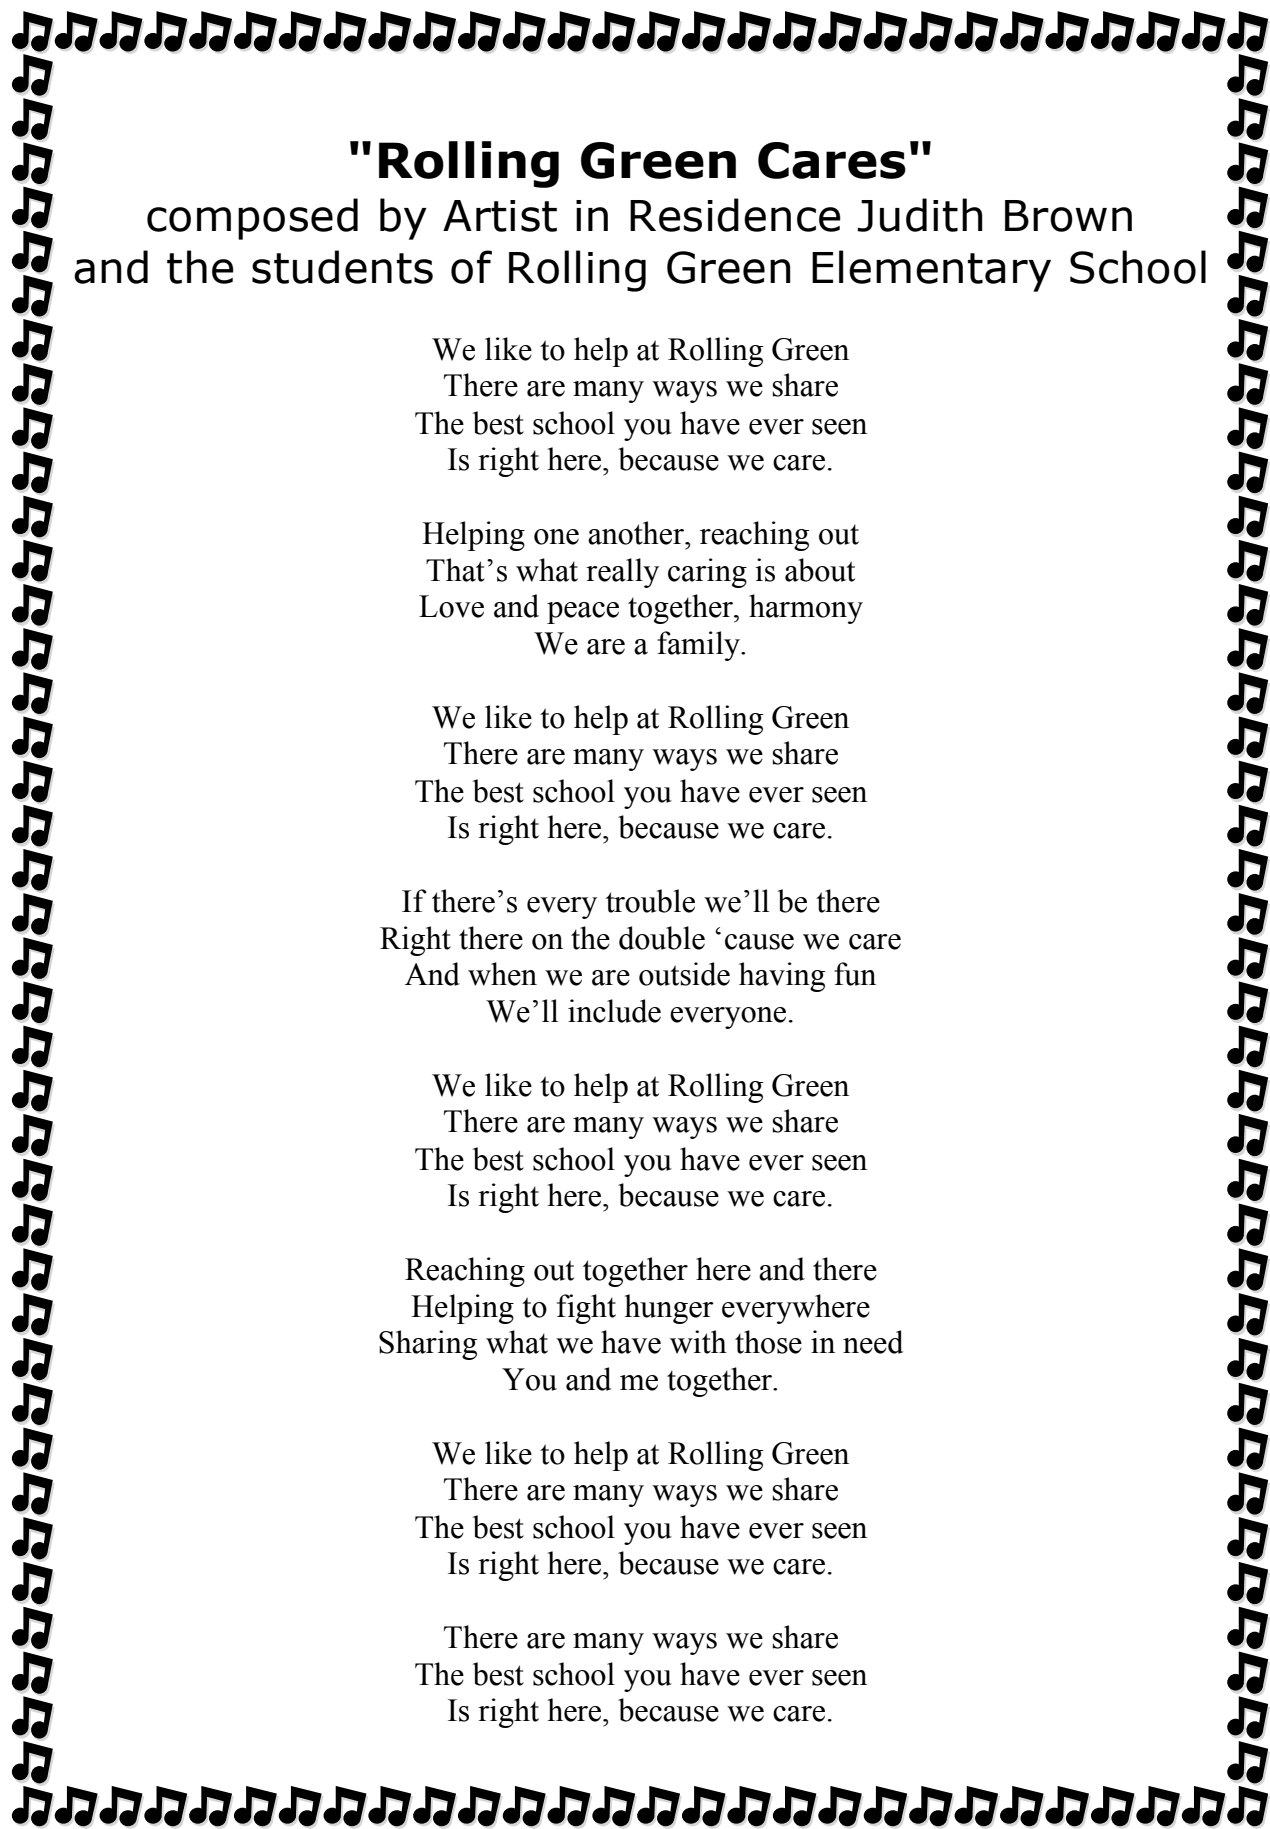 "Rolling Green Cares"
composed by Artist in Residence Judith Brown
and the students of Rolling Green Elementary School
We like to help at Rolling Green
There are many ways we share
The best school you have ever seen
Is right here, because we care.
Helping one another, reaching out
That’s what really caring is about
Love and peace together, harmony
We are a family.
We like to help at Rolling Green
There are many ways we share
The best school you have ever seen
Is right here, because we care.
If there’s every trouble we’ll be there
Right there on the double ‘cause we care
And when we are outside having fun
We’ll include everyone.
We like to help at Rolling Green
There are many ways we share
The best school you have ever seen
Is right here, because we care.
Reaching out together here and there
Helping to fight hunger everywhere
Sharing what we have with those in need
You and me together.
We like to help at Rolling Green
There are many ways we share
The best school you have ever seen
Is right here, because we care.
There are many ways we share
The best school you have ever seen
Is right here, because we care.